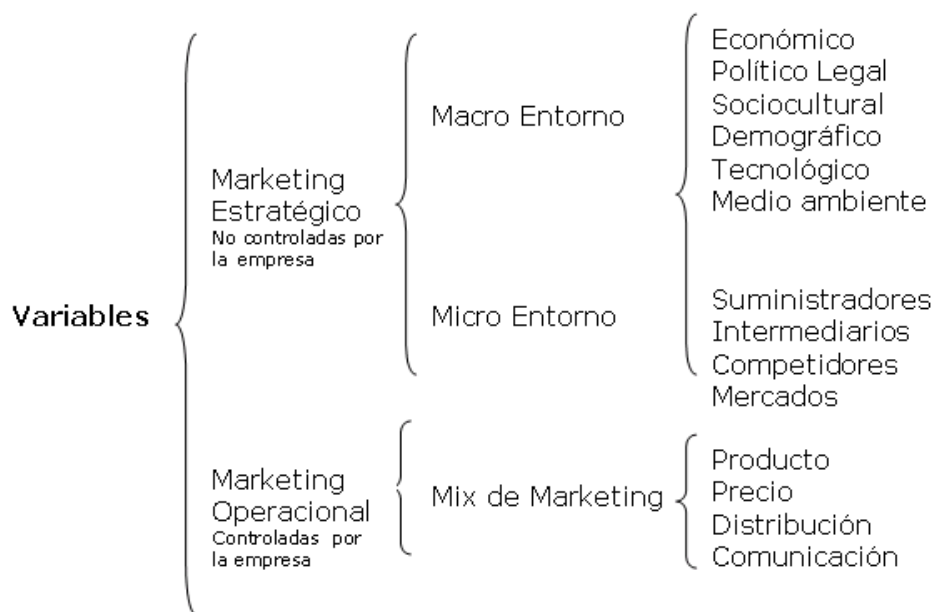 Variables
Marketing
Estratégico
No controladas por
la empresa
Macro Entorno
Económico
Político Legal
Sociocultural
Demográfico
Tecnológico
Medio ambiente
Micro Entorno
Suministradores
Intermediarios
Competidores
Mercados
Marketing
Operacional
Controladas por
la empresa
Mix de Marketing
Producto
Precio
Distribución
Comunicación